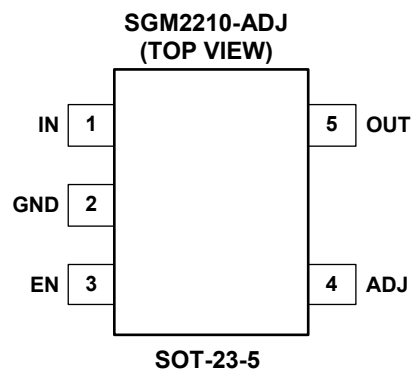 SGM2210-ADJ
(TOP VIEW)
IN 1 5 OUT
GND 2
EN 3 4 ADJ
SOT-23-5